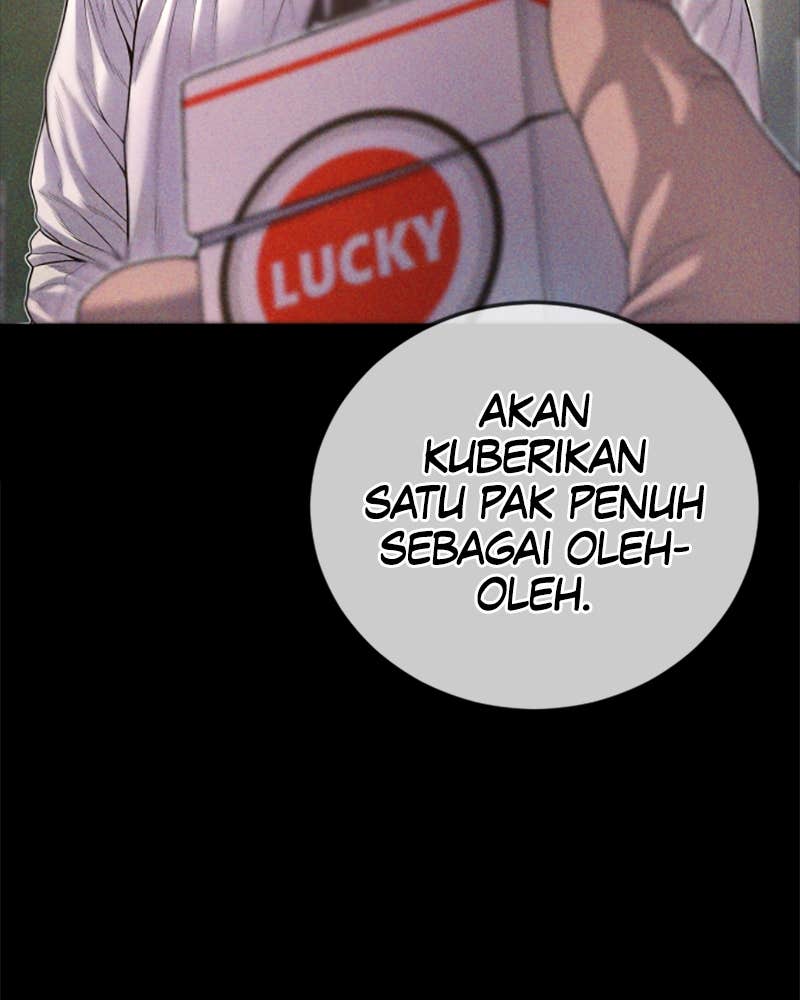 LUCKY
AKAN
KUBERIKAN
SATU PAK PENUH
SEBAGAI OLEH-
OLEH.